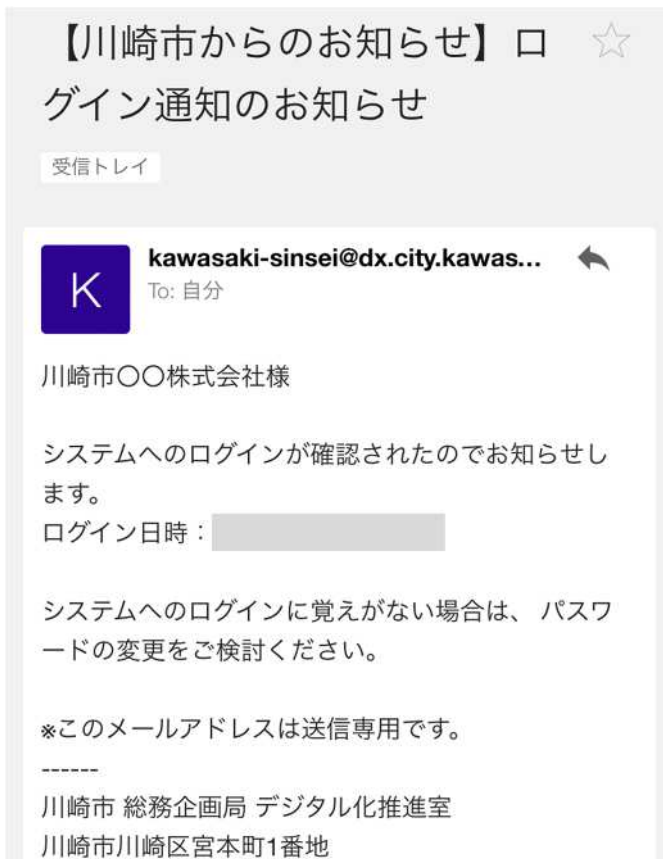 【川崎市からのお知らせ】ロ
グイン通知のお知らせ
受信トレイ
K
kawasaki-sinsei@dx.city.kawas...
To: 自分
川崎市〇〇株式会社様
システムへのログインが確認されたのでお知らせし
ます。
ログイン日時：
システムへのログインに覚えがない場合は、 パスワ
ードの変更をご検討ください。
※このメールアドレスは送信専用です。
------
川崎市 総務企画局 デジタル化推進室
川崎市川崎区宮本町1番地